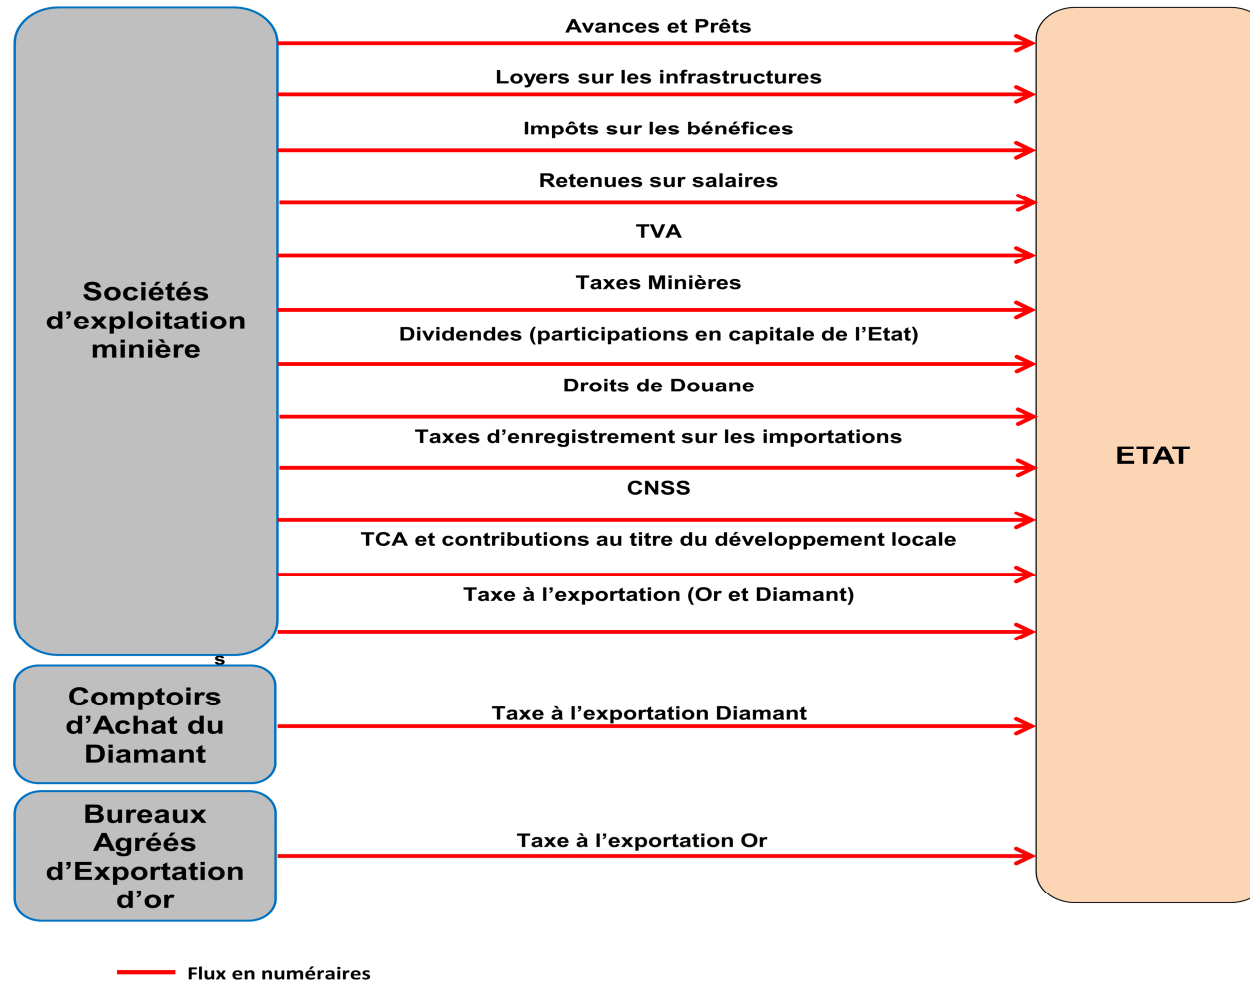 Avances et Prêts
Loyers sur les infrastructures
Impôts sur les bénéfices
Retenues sur salaires
TVA
Taxes Minières
Sociétés
d’exploitation
minière
Dividendes (participations en capitale de l’Etat)
Droits de Douane
Taxes d’enregistrement sur les importations
ETAT
CNSS
TCA et contributions au titre du développement locale
Taxe à l’exportation (Or et Diamant)
s
Comptoirs
d’Achat du
Diamant
Taxe à l’exportation Diamant
Bureaux
Agréés
d’Exportation
d’or
Taxe à l’exportation Or
Flux en numéraires